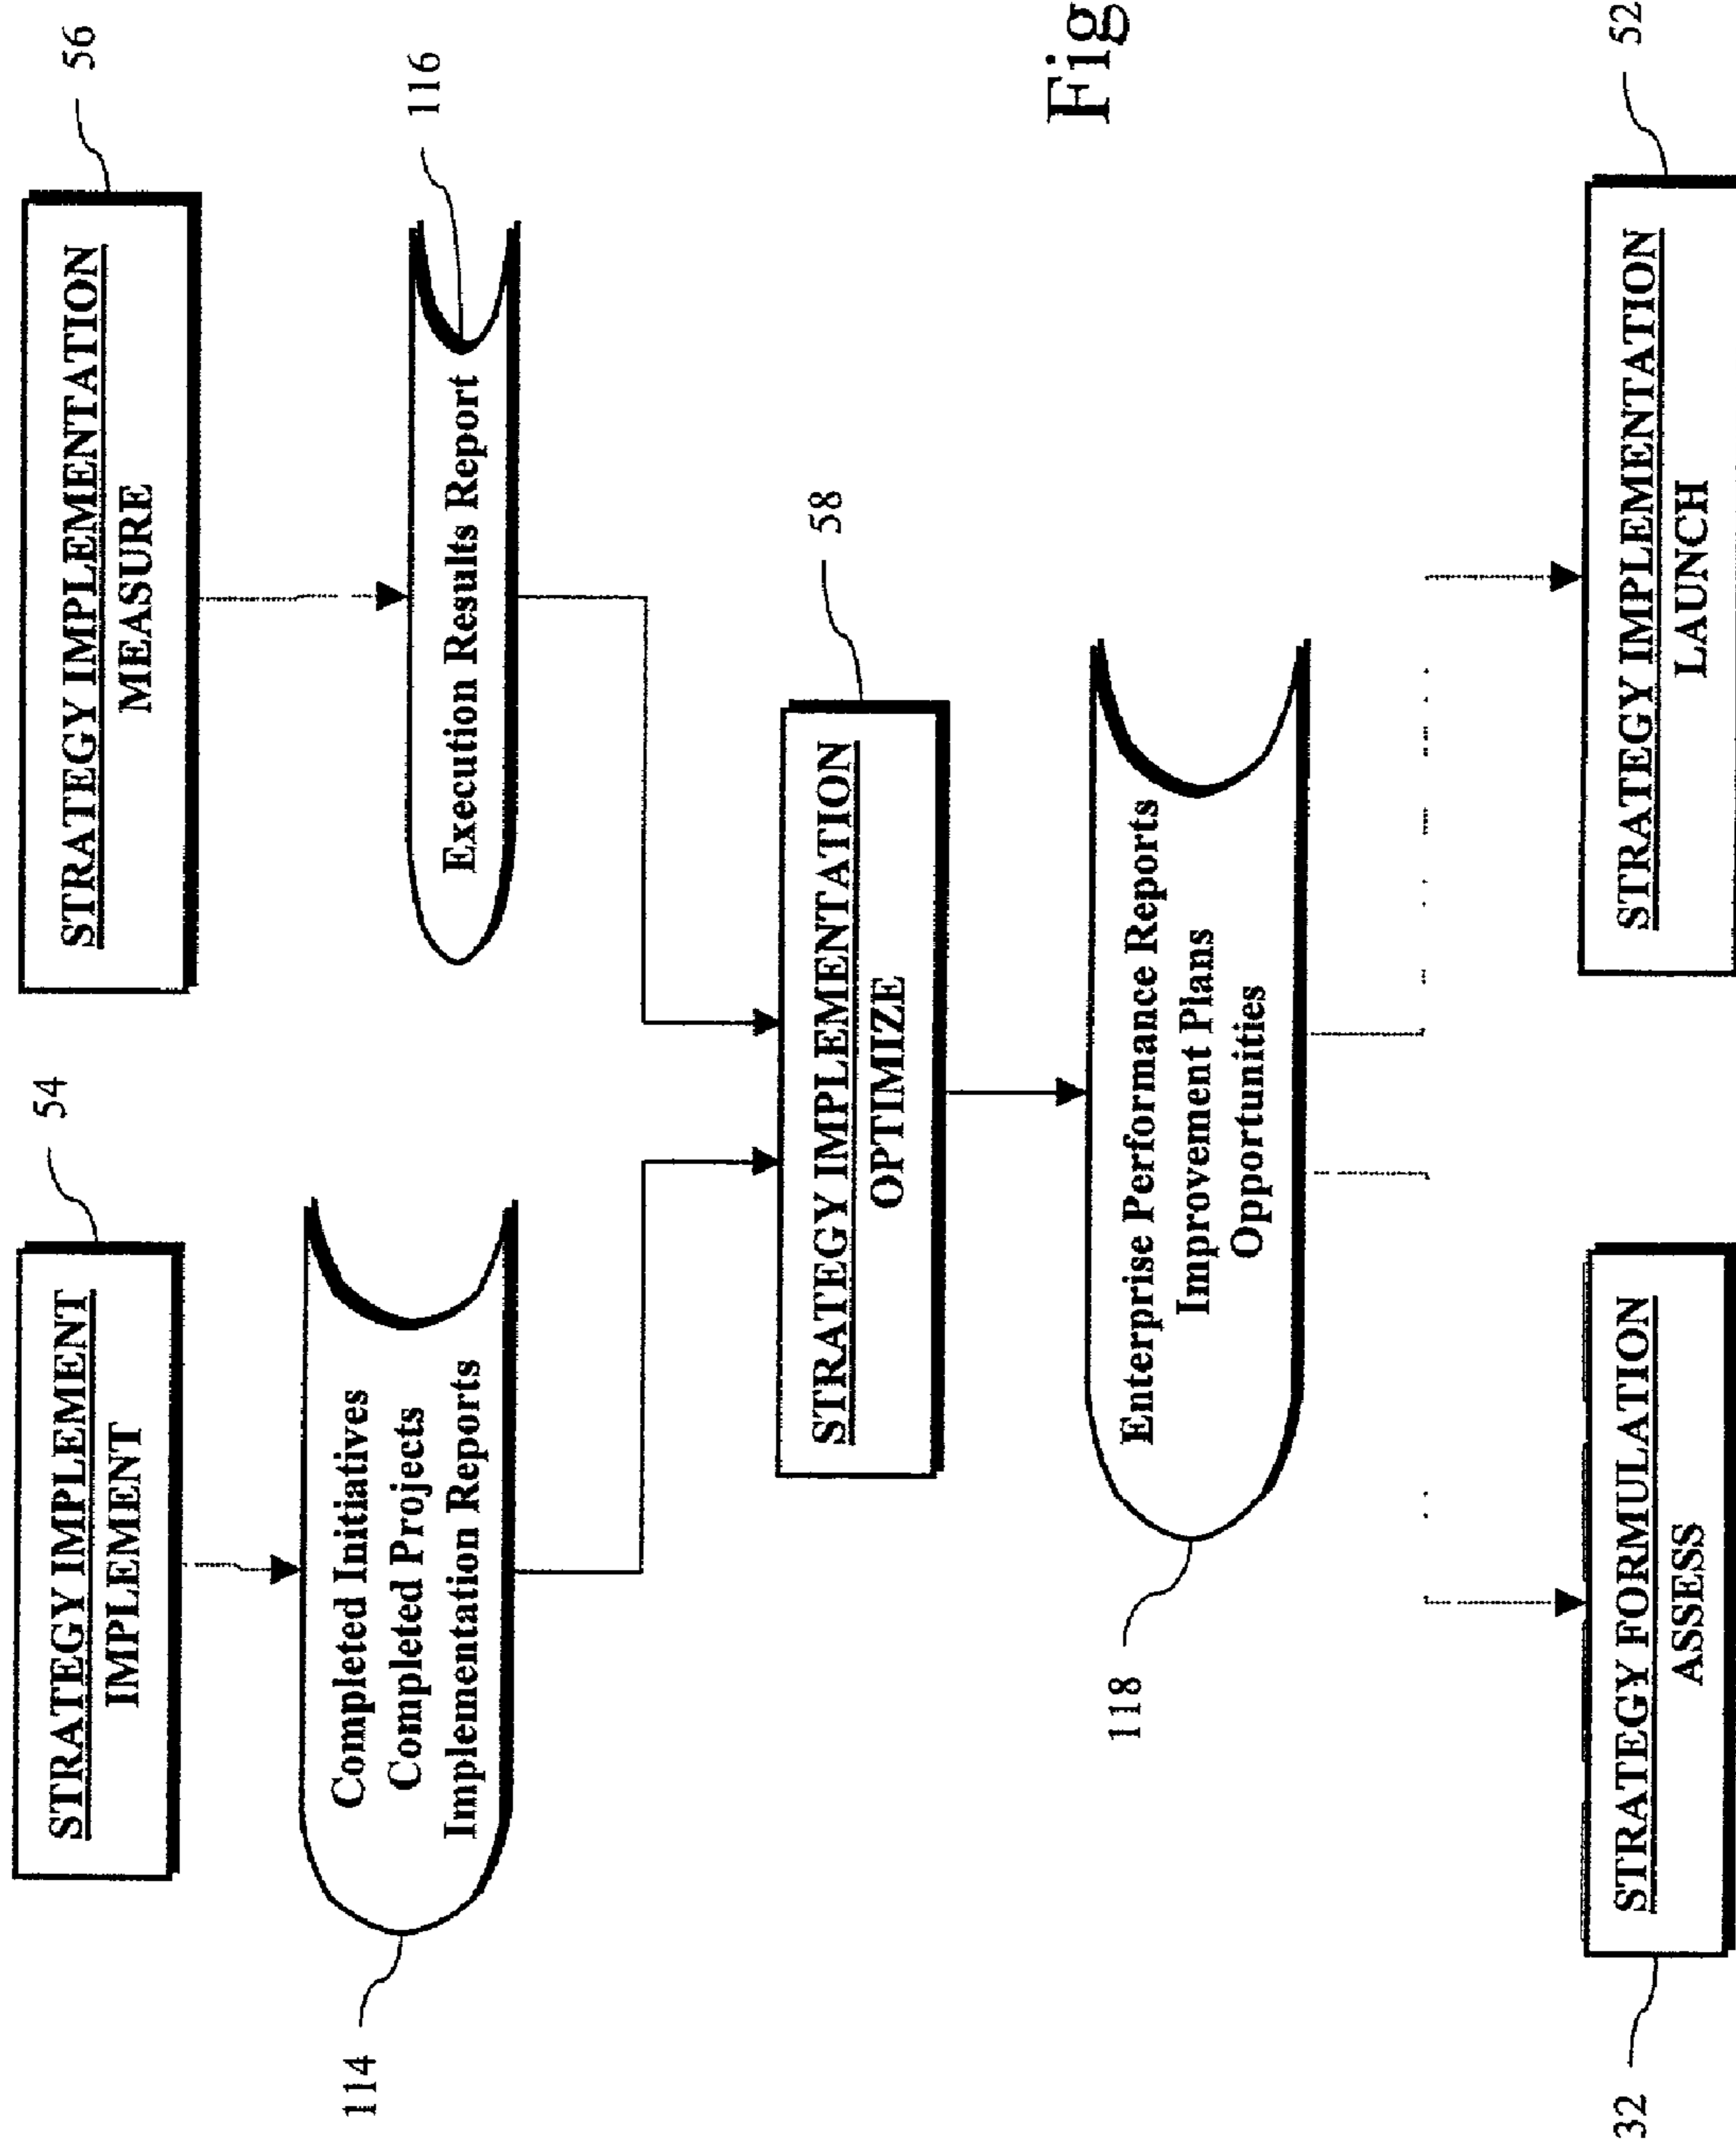 54
STRATEGY IMPLEMENT
IMPLEMENT
56
STRATEGY IMPLEMENTATION
MEASURE
114
Completed Initiatives
Completed Projects
Implementation Reports
116
Execution Results Report
58
STRATEGY IMPLEMENTATION
OPTIMIZE
118
Enterprise Performance Reports
Improvement Plans
Opportunities
Fig
32
STRATEGY FORMULATION
ASSESS
52
STRATEGY IMPLEMENTATION
LAUNCH